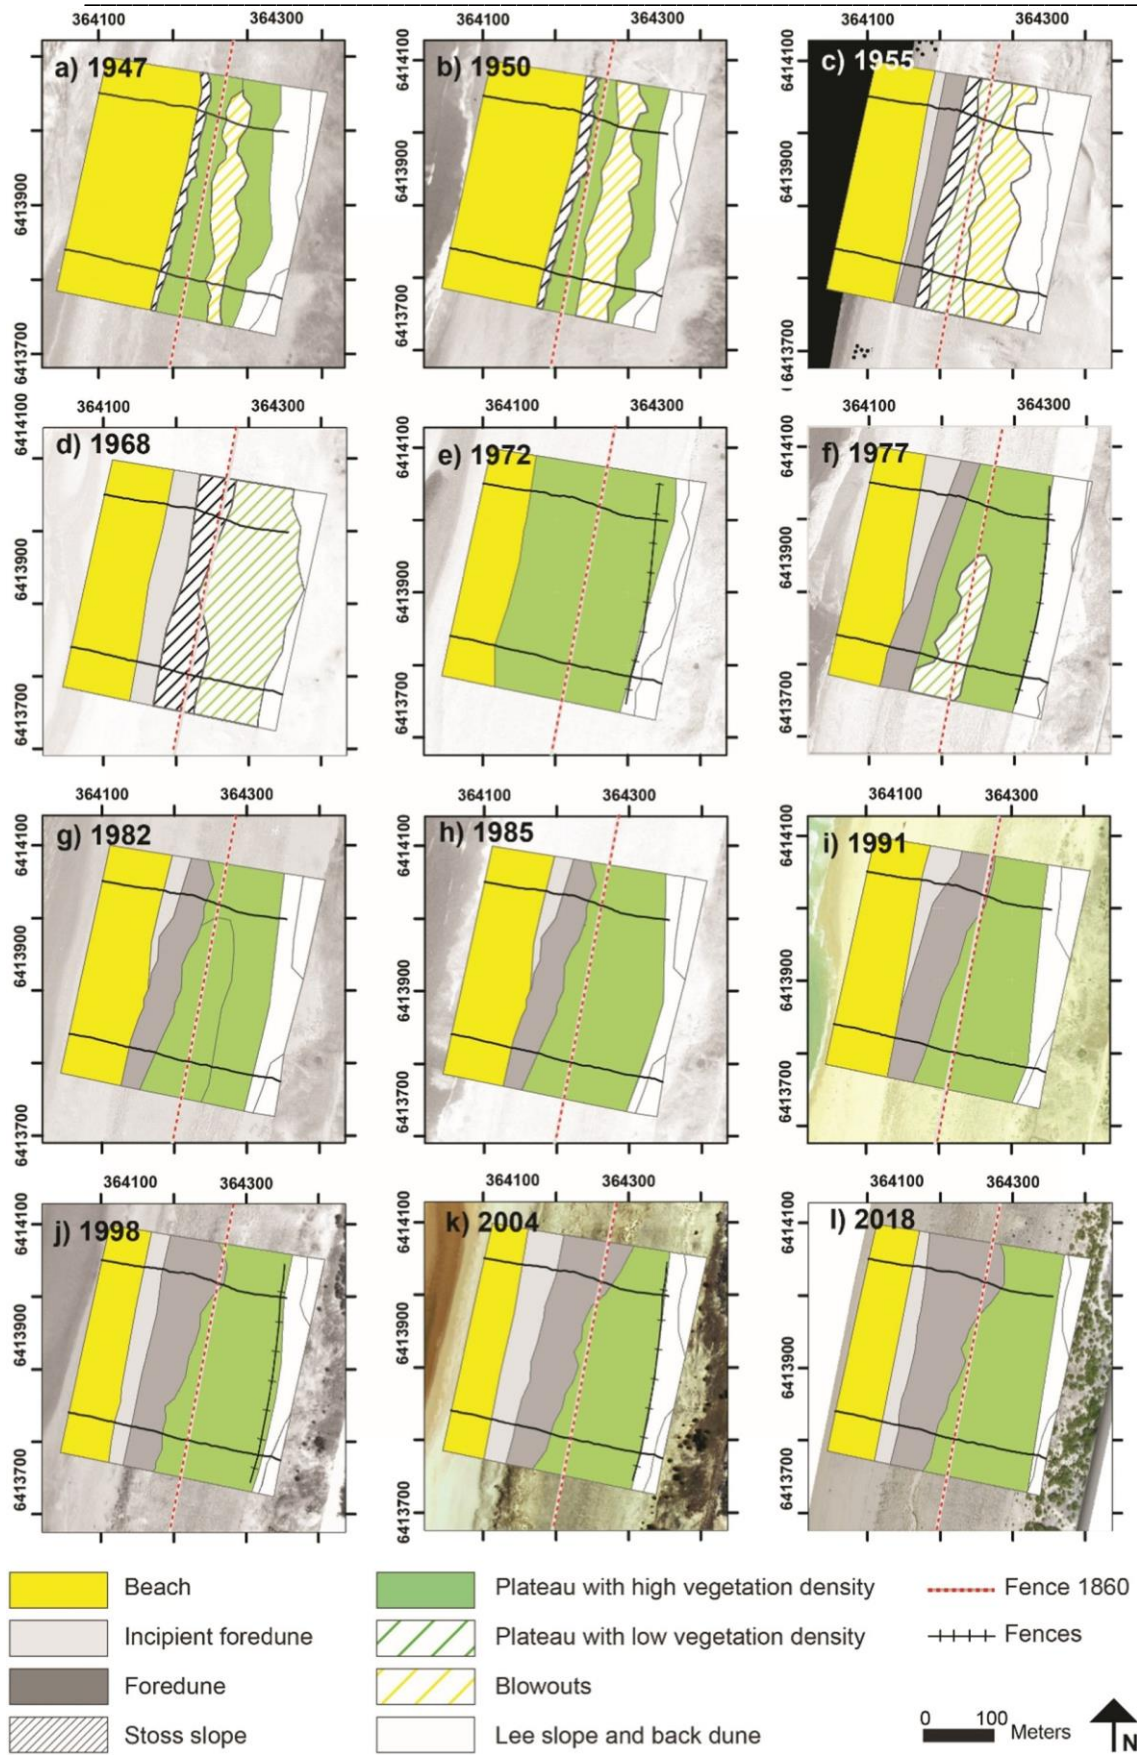 364100 364300 364100 364300 364100 364300
a) 1947
b) 1950
c) 1955
6413900
6413700
6414100
6413900
6413700
6414100
6413900
6413700
364100 364300 364100 364300 364100 364300
d) 1968
e) 1972
f) 1977
6414100
6413900
6413700
6414100
6413900
6413700
6414100
6413900
6413700
364100 364300 364100 364300 364100 364300
g) 1982
h) 1985
i) 1991
6414100
6413900
6413700
6414100
6413900
6413700
6414100
6413900
6413700
364100 364300 364100 364300 364100 364300
j) 1998
k) 2004
l) 2018
6414100
6413900
6413700
6414100
6413900
6413700
6414100
6413900
6413700
Beach
Incipient foredune
Foredune
Stoss slope
Plateau with high vegetation density
Plateau with low vegetation density
Blowouts
Lee slope and back dune
Fence 1860
Fences
0 100 Meters
N